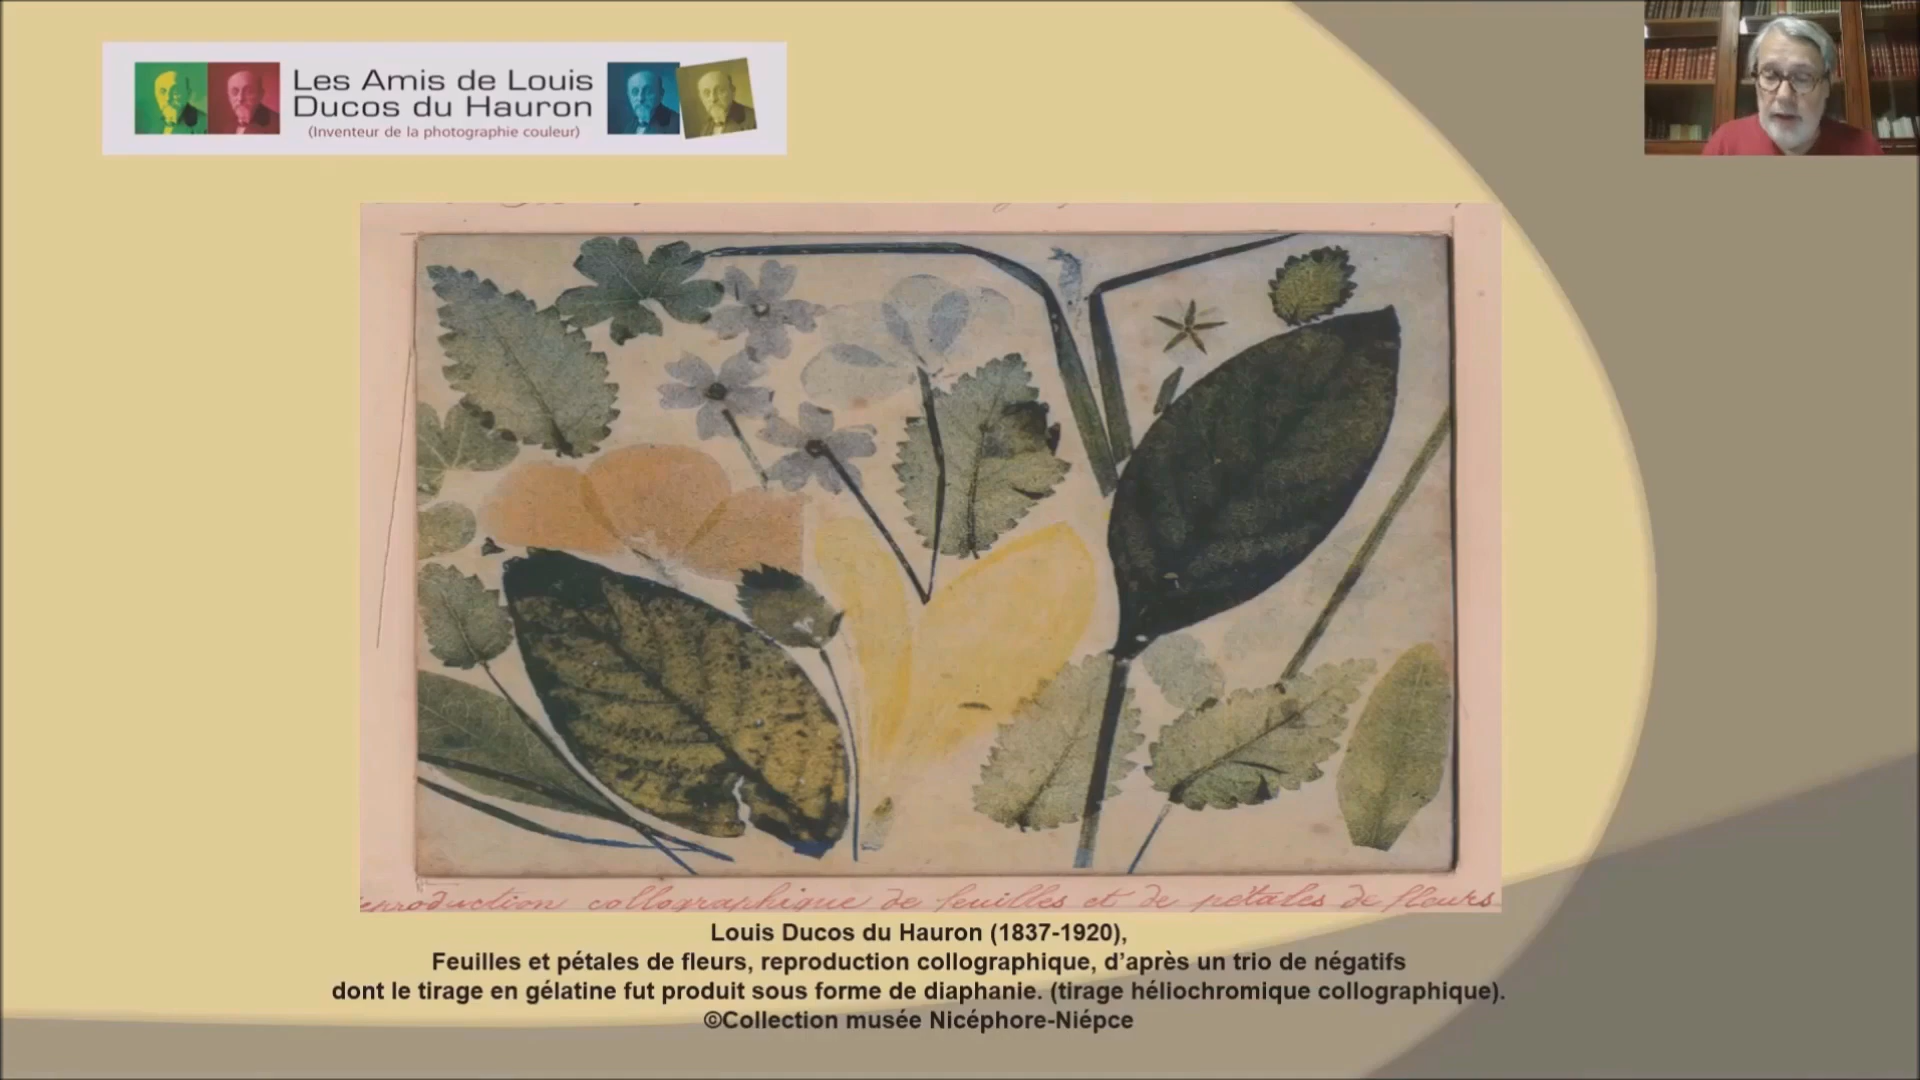 Les Amis de Louis
Ducos du Hauron
(Inventeur de la photographie couleur)
reproduction collographique de feuilles et de pétales de fleurs
Louis Ducos du Hauron (1837-1920),
Feuilles et pétales de fleurs, reproduction collographique, d’après un trio de négatifs
dont le tirage en gélatine fut produit sous forme de diaphanie. (tirage héliochromique collographique).
©Collection musée Nicéphore-Niépce